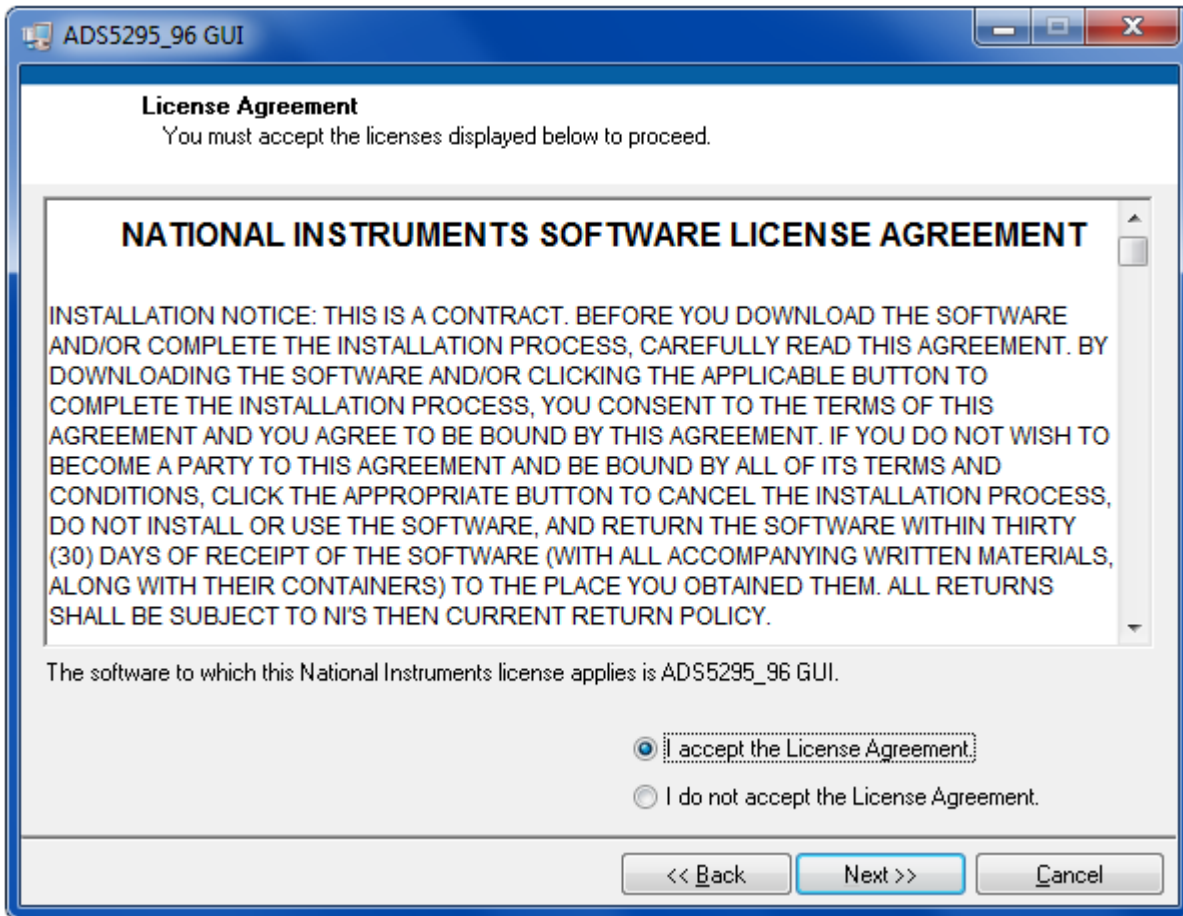 ADS5295_96 GUI
License Agreement
You must accept the licenses displayed below to proceed.
NATIONAL INSTRUMENTS SOFTWARE LICENSE AGREEMENT
INSTALLATION NOTICE: THIS IS A CONTRACT. BEFORE YOU DOWNLOAD THE SOFTWARE
AND/OR COMPLETE THE INSTALLATION PROCESS, CAREFULLY READ THIS AGREEMENT. BY
DOWNLOADING THE SOFTWARE AND/OR CLICKING THE APPLICABLE BUTTON TO
COMPLETE THE INSTALLATION PROCESS, YOU CONSENT TO THE TERMS OF THIS
AGREEMENT AND YOU AGREE TO BE BOUND BY THIS AGREEMENT. IF YOU DO NOT WISH TO
BECOME A PARTY TO THIS AGREEMENT AND BE BOUND BY ALL OF ITS TERMS AND
CONDITIONS, CLICK THE APPROPRIATE BUTTON TO CANCEL THE INSTALLATION PROCESS,
DO NOT INSTALL OR USE THE SOFTWARE, AND RETURN THE SOFTWARE WITHIN THIRTY
(30) DAYS OF RECEIPT OF THE SOFTWARE (WITH ALL ACCOMPANYING WRITTEN MATERIALS,
ALONG WITH THEIR CONTAINERS) TO THE PLACE YOU OBTAINED THEM. ALL RETURNS
SHALL BE SUBJECT TO NI'S THEN CURRENT RETURN POLICY.
The software to which this National Instruments license applies is ADS5295_96 GUI.
I accept the License Agreement.
I do not accept the License Agreement.
<< Back
Next >>
Cancel